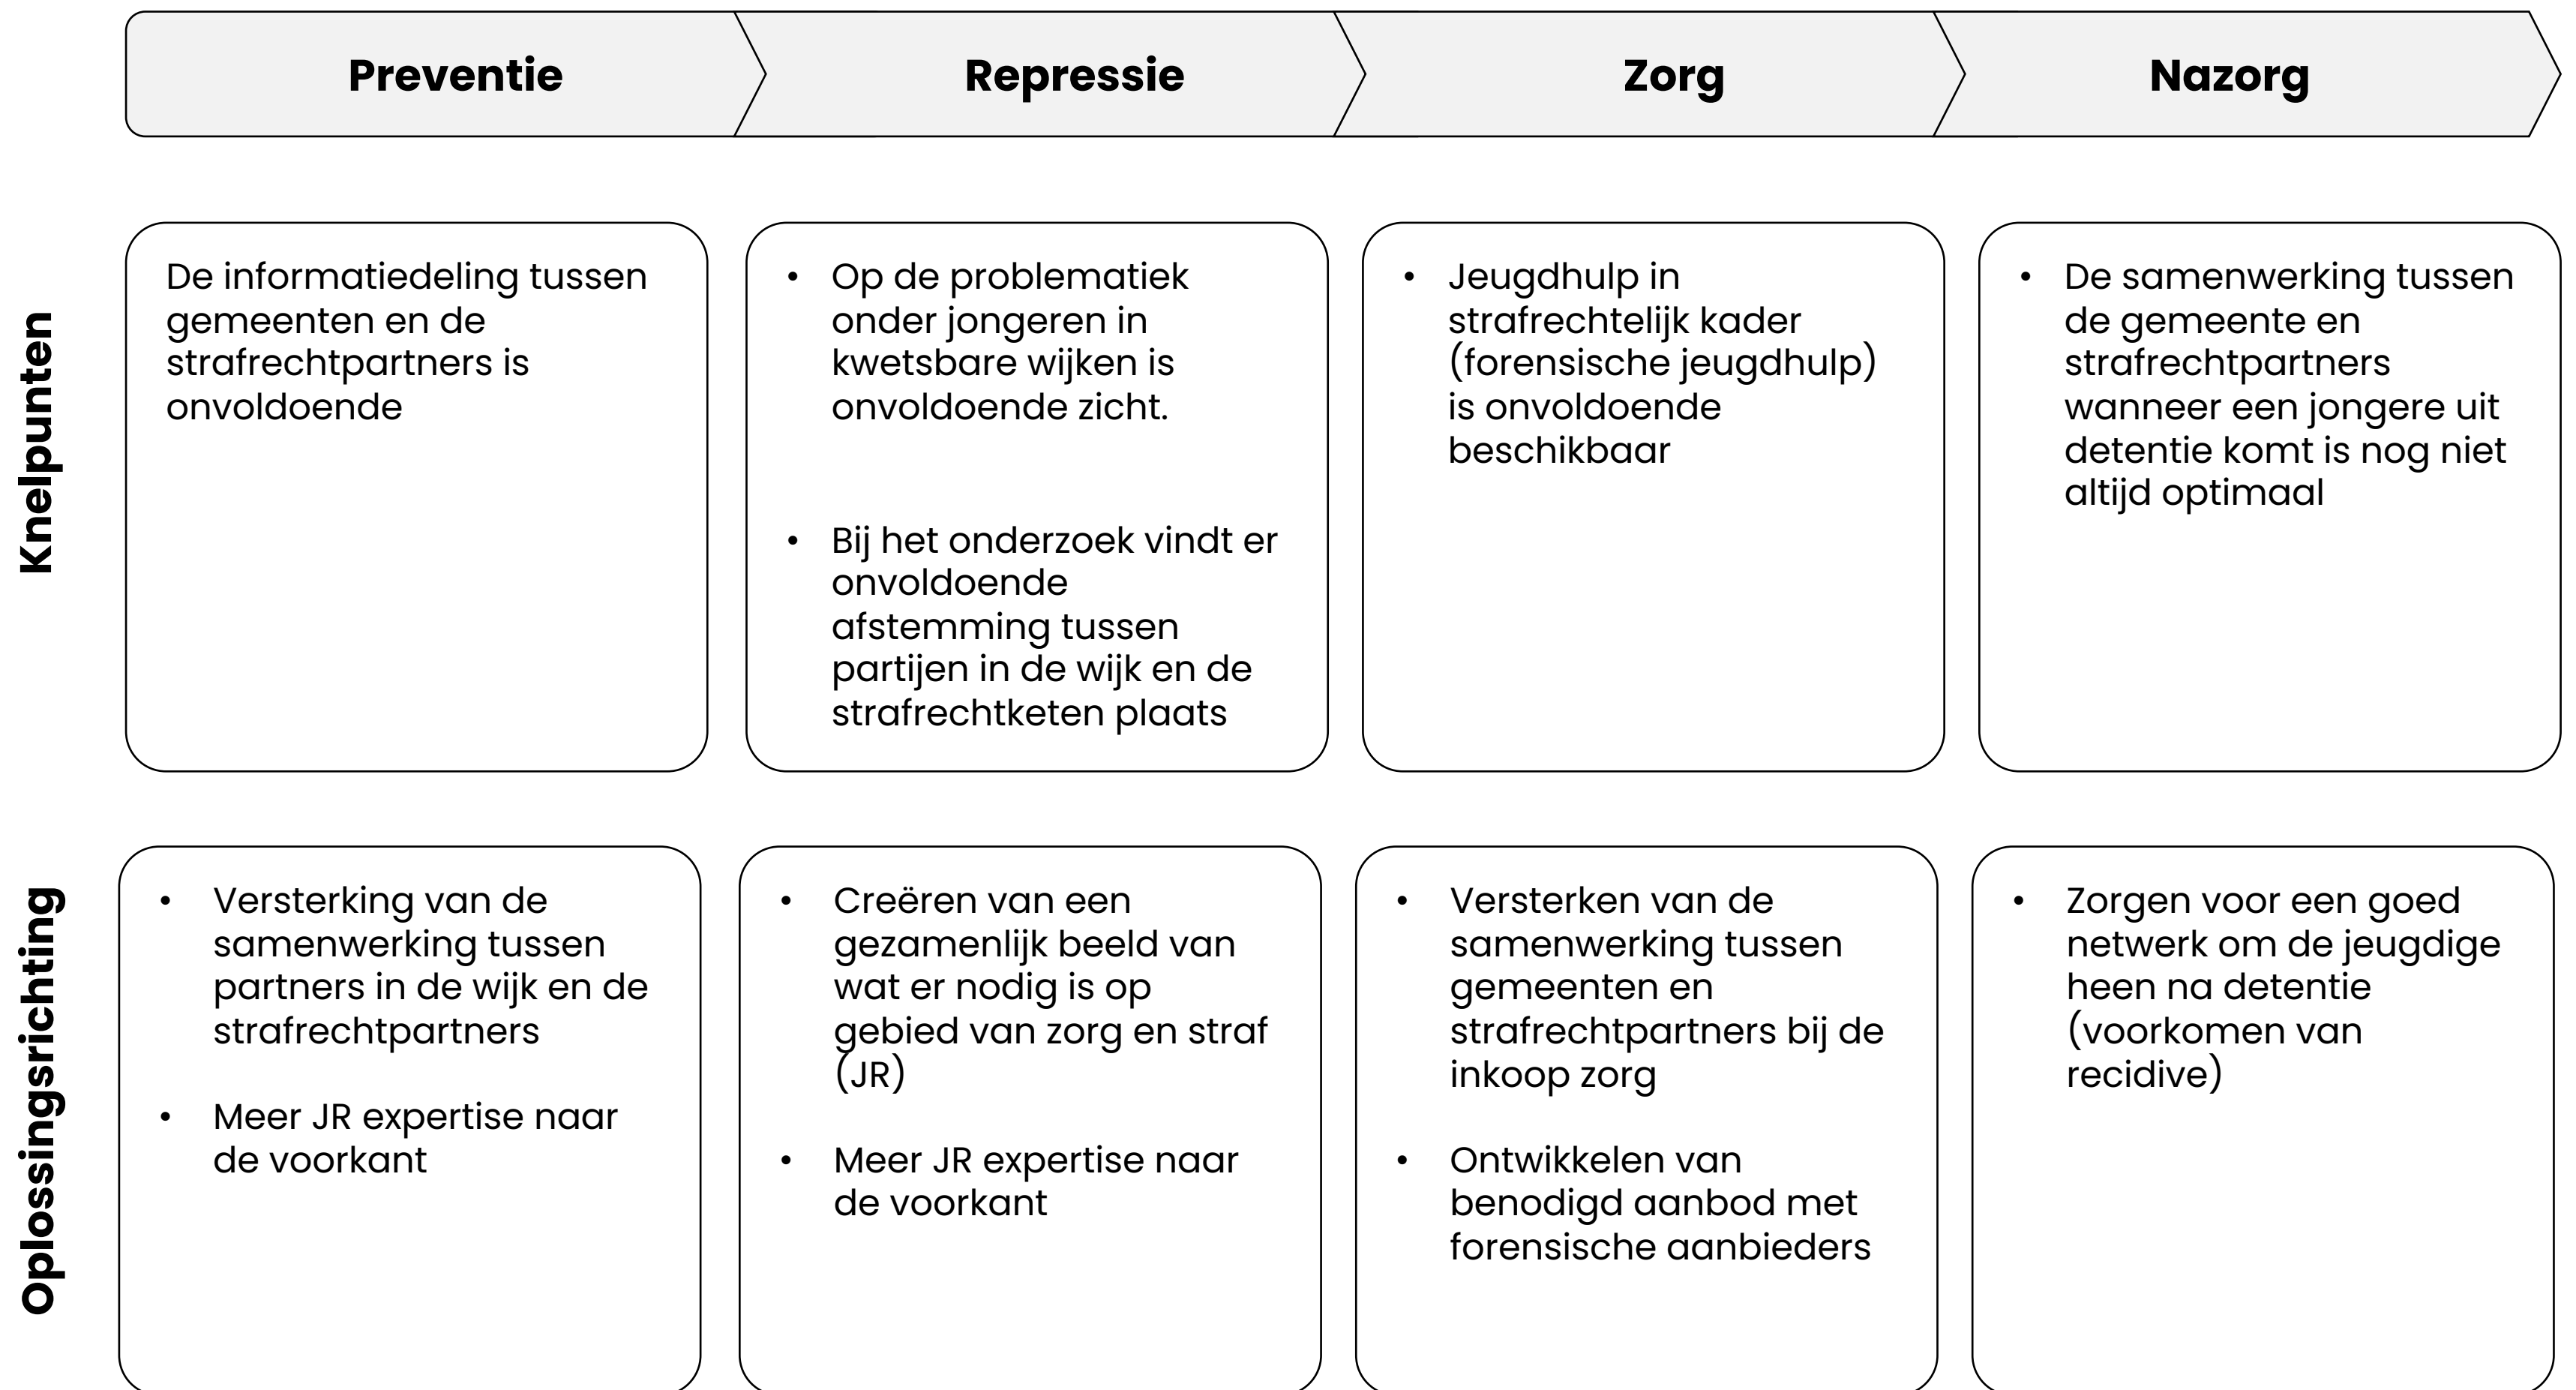 Preventie
Repressie
Zorg
Nazorg
Knelpunten
De informatiedeling tussen
gemeenten en de
strafrechtpartners is
onvoldoende
• Op de problematiek
onder jongeren in
kwetsbare wijken is
onvoldoende zicht.
• Bij het onderzoek vindt er
onvoldoende
afstemming tussen
partijen in de wijk en de
strafrechtketen plaats
• Jeugdhulp in
strafrechtelijk kader
(forensische jeugdhulp)
is onvoldoende
beschikbaar
• De samenwerking tussen
de gemeente en
strafrechtpartners
wanneer een jongere uit
detentie komt is nog niet
altijd optimaal
Oplossingsrichting
• Versterking van de
samenwerking tussen
partners in de wijk en de
strafrechtpartners
• Meer JR expertise naar
de voorkant
• Creëren van een
gezamenlijk beeld van
wat er nodig is op
gebied van zorg en straf
(JR)
• Meer JR expertise naar
de voorkant
• Versterken van de
samenwerking tussen
gemeenten en
strafrechtpartners bij de
inkoop zorg
• Ontwikkelen van
benodigd aanbod met
forensische aanbieders
• Zorgen voor een goed
netwerk om de jeugdige
heen na detentie
(voorkomen van
recidive)